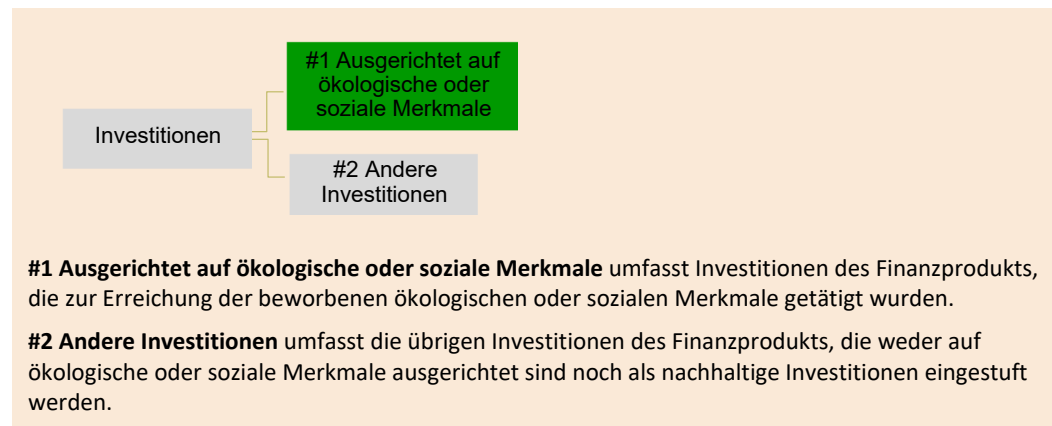 #1 Ausgerichtet auf
ökologische oder
soziale Merkmale
Investitionen
#2 Andere
Investitionen
#1 Ausgerichtet auf ökologische oder soziale Merkmale umfasst Investitionen des Finanzprodukts,
die zur Erreichung der beworbenen ökologischen oder sozialen Merkmale getätigt wurden.
#2 Andere Investitionen umfasst die übrigen Investitionen des Finanzprodukts, die weder auf
ökologische oder soziale Merkmale ausgerichtet sind noch als nachhaltige Investitionen eingestuft
werden.